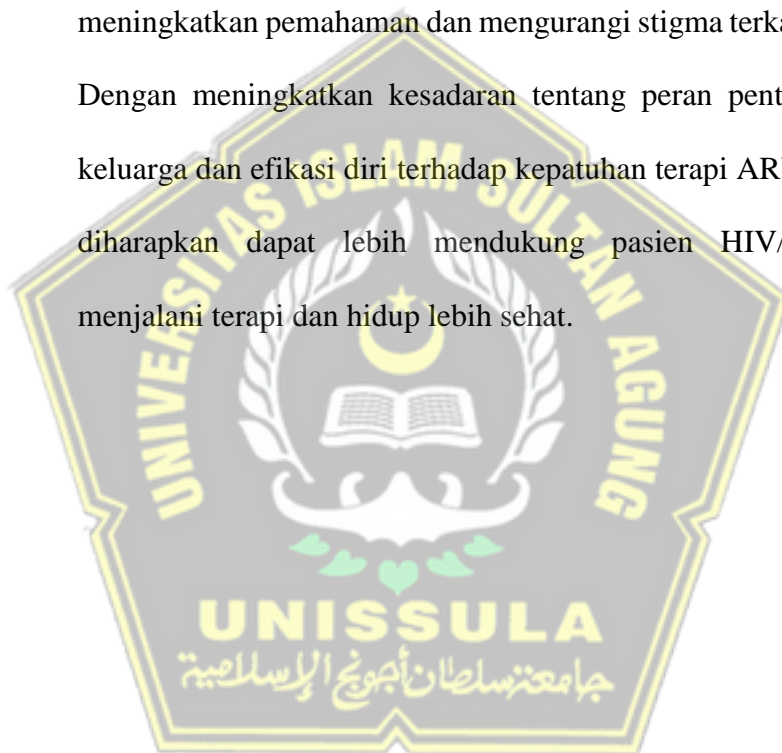 meningkatkan pemahaman dan mengurangi stigma
Dengan meningkatkan kesadaran tentang peran
keluarga dan efikasi diri terhadap kepatuhan terapi
diharapkan dapat lebih mendukung pasien HIV/
menjalani terapi dan hidup lebih sehat.
UNIVERSITAS ISLAM SULTAN AGUNG
UNISSULA
جامعة سلطان أجونج الإسلامية